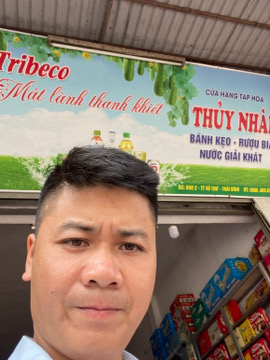 Tribeco
Mát lành thanh khiết
CỬA HÀNG TẠP HÓA
THỦY NHÀ
BÁNH KẸO - RƯỢU BIA
NƯỚC GIẢI KHÁT